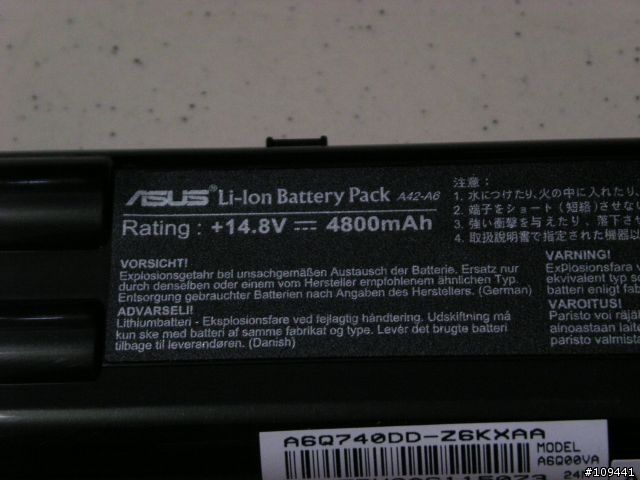 ASUS® Li-Ion Battery Pack A42-A6
Rating : +14.8V 4800mAh
注意:
1. 水につけたり、火の中に入れたり、
2. 端子をショート (短絡) させない
3. 強い衝撃を与えたり、落下さ
4. 取扱説明書で指定された機器以
VORSICHT!
Explosionsgetahr bei unsachgemäßen Austausch der Batterie. Ersatz nur
durch denselben oder einem vom Hersteller empfohlenem ähnlichen Typ.
Entsorgung gebrauchter Batterien nach Angaben des Herstellers. (German)
ADVARSELI!
Lithiumbatteri - Eksplosionsfare ved fejlagtig håndtering. Udskiftning må
kun ske med batteri af samme fabrikat og type. Levér det brugte batteri
tilbage til leverandøren. (Danish)
VARNING!
Explosionsfara v
ekvivalent typ so
batteri enligt fab
VAROITUS!
Paristo voi räjä
ainoastaan laitev
paristo valmista
A6Q740DD-Z6KXAA
MODEL
A6Q00VA
#109441